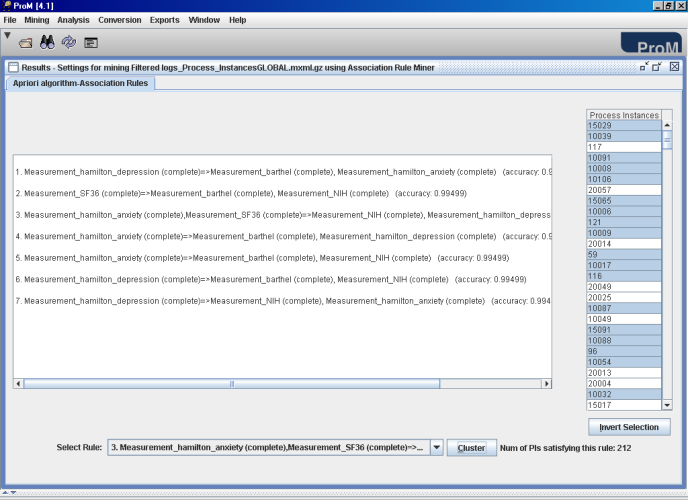 ProM [4.1]
File Mining Analysis Conversion Exports Window Help
ProM
Results - Settings for mining Filtered logs_Process_InstancesGLOBAL.mxml.gz using Association Rule Miner
Apriori algorithm-Association Rules
1. Measurement_hamilton_depression (complete)=>Measurement_barthel (complete), Measurement_hamilton_anxiety (complete) (accuracy: 0.9
2. Measurement_SF36 (complete)=>Measurement_barthel (complete), Measurement_NIH (complete) (accuracy: 0.99499)
3. Measurement_hamilton_anxiety (complete),Measurement_SF36 (complete)=>Measurement_NIH (complete), Measurement_hamilton_depress
4. Measurement_hamilton_anxiety (complete)=>Measurement_barthel (complete), Measurement_hamilton_depression (complete) (accuracy: 0.9
5. Measurement_hamilton_anxiety (complete)=>Measurement_barthel (complete), Measurement_NIH (complete) (accuracy: 0.99499)
6. Measurement_hamilton_depression (complete)=>Measurement_barthel (complete), Measurement_NIH (complete) (accuracy: 0.99499)
7. Measurement_hamilton_depression (complete)=>Measurement_NIH (complete), Measurement_hamilton_anxiety (complete) (accuracy: 0.994
Process Instances
15029
10039
117
10091
10008
10106
20057
15065
10006
121
10009
20014
59
10017
116
20049
20025
10087
10049
15091
10088
96
10054
20013
20004
10032
15017
Invert Selection
Select Rule: 3. Measurement_hamilton_anxiety (complete),Measurement_SF36 (complete)=>... Cluster Num of PIs satisfying this rule: 212